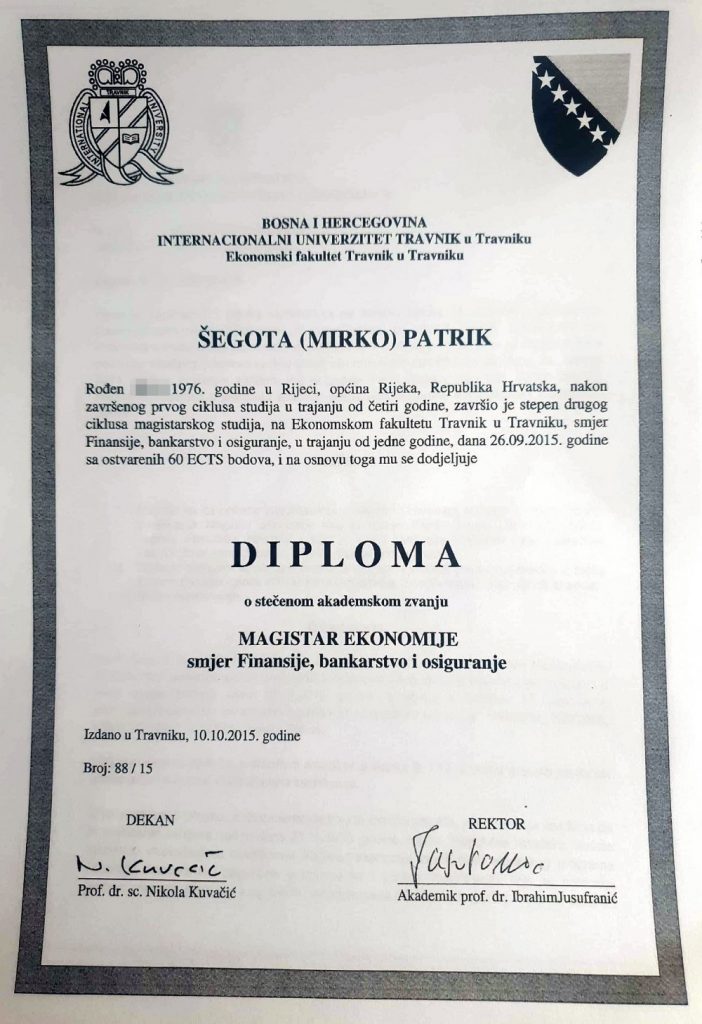 TRAVNIK
INTERNATIONAL UNIVERSITY
BOSNA I HERCEGOVINA
INTERNACIONALNI UNIVERZITET TRAVNIK u Travniku
Ekonomski fakultet Travnik u Travniku
ŠEGOTA (MIRKO) PATRIK
Rođen 1976. godine u Rijeci, općina Rijeka, Republika Hrvatska, nakon
završenog prvog ciklusa studija u trajanju od četiri godine, završio je stepen drugog
ciklusa magistarskog studija, na Ekonomskom fakultetu Travnik u Travniku, smjer
Finansije, bankarstvo i osiguranje, u trajanju od jedne godine, dana 26.09.2015. godine
sa ostvarenih 60 ECTS bodova, i na osnovu toga mu se dodjeljuje
DIPLOMA
o stečenom akademskom zvanju
MAGISTAR EKONOMIJE
smjer Finansije, bankarstvo i osiguranje
Izdano u Travniku, 10.10.2015. godine
Broj: 88 / 15
DEKAN
N. Kuvačić
Prof. dr. sc. Nikola Kuvačić
REKTOR
Akademik prof. dr. IbrahimJusufranić